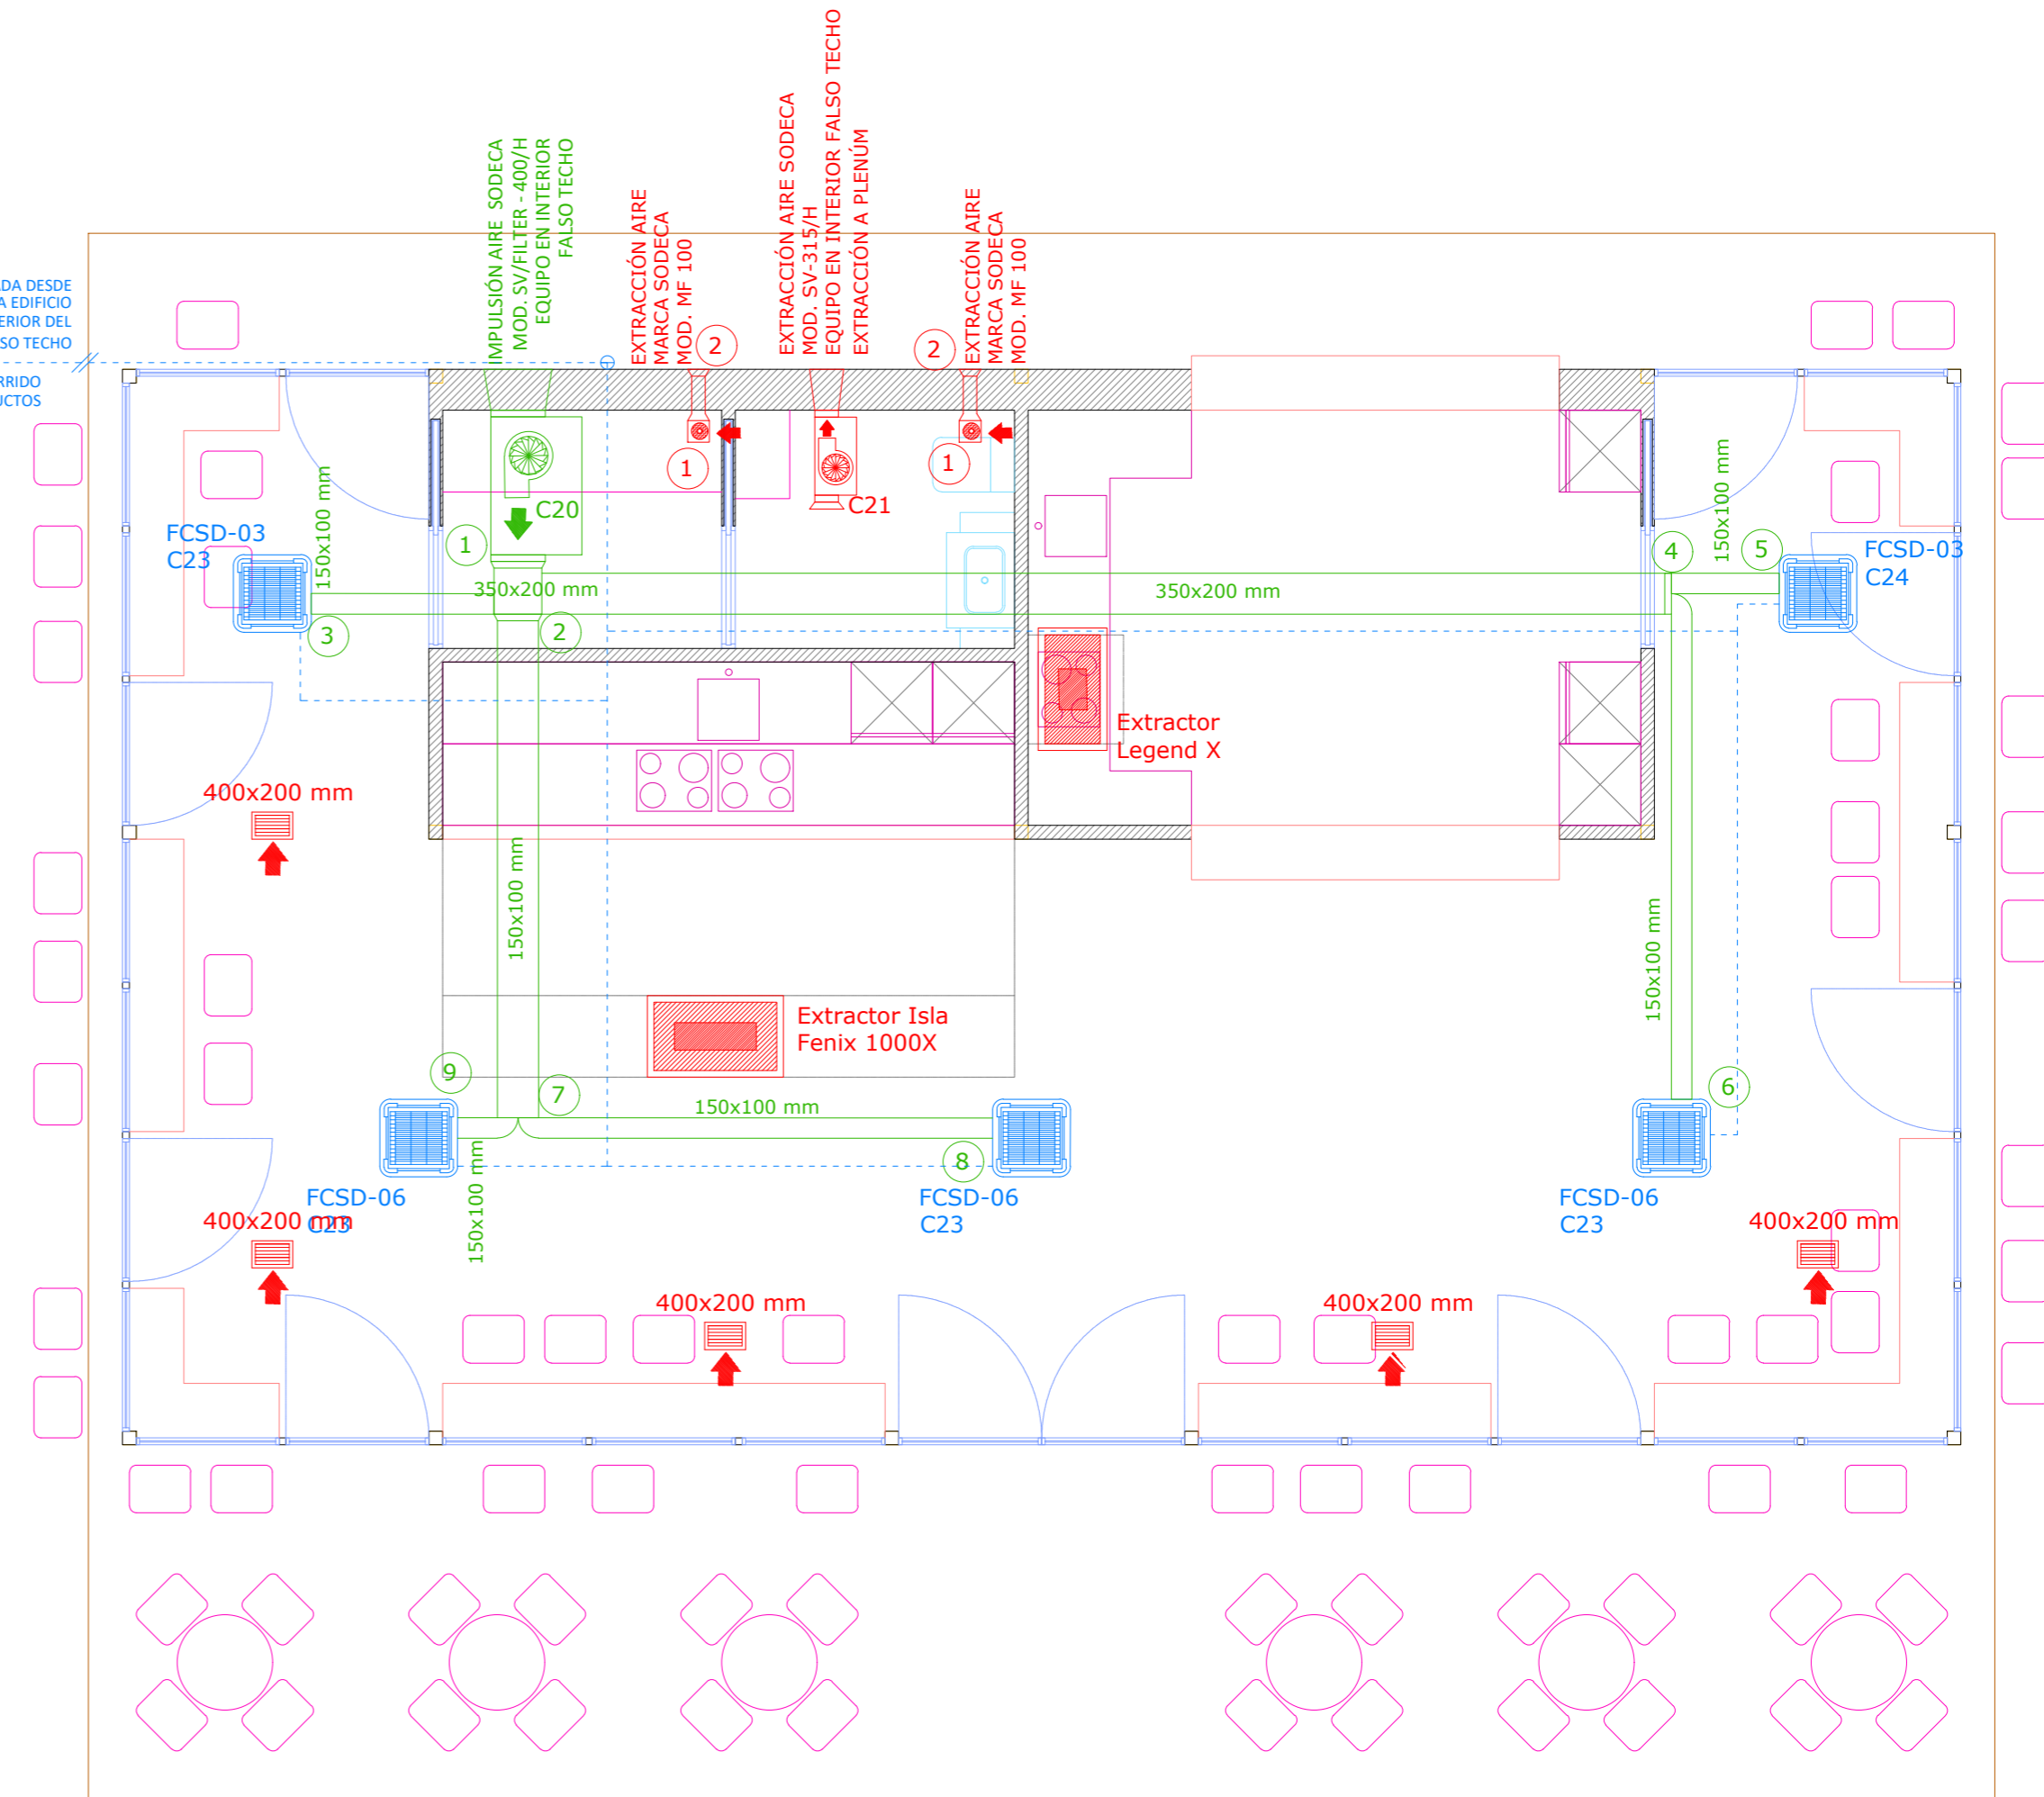 IMPULSIÓN AIRE SODECA
MOD. SV/FILTER - 400/H
EQUIPO EN INTERIOR
FALSO TECHO
EXTRACCIÓN AIRE
MARCA SODECA
MOD. MF 100
EXTRACCIÓN AIRE SODECA
MOD. SV-315/H
EQUIPO EN INTERIOR FALSO TECHO
EXTRACCIÓN A PLENÚM
EXTRACCIÓN AIRE
MARCA SODECA
MOD. MF 100
DESDE
A EDIFICIO
DEL
TECHO
2
2
1
1
C20
C21
150x100 mm
150x100 mm
FCSD-03
C23
1
4
5
FCSD-03
C24
350x200 mm
350x200 mm
3
2
Extractor
Legend X
400x200 mm
150x100 mm
150x100 mm
Extractor Isla
Fenix 1000X
9
7
6
150x100 mm
8
150x100 mm
FCSD-06
C23
FCSD-06
C23
FCSD-06
C23
400x200 mm
400x200 mm
400x200 mm
400x200 mm